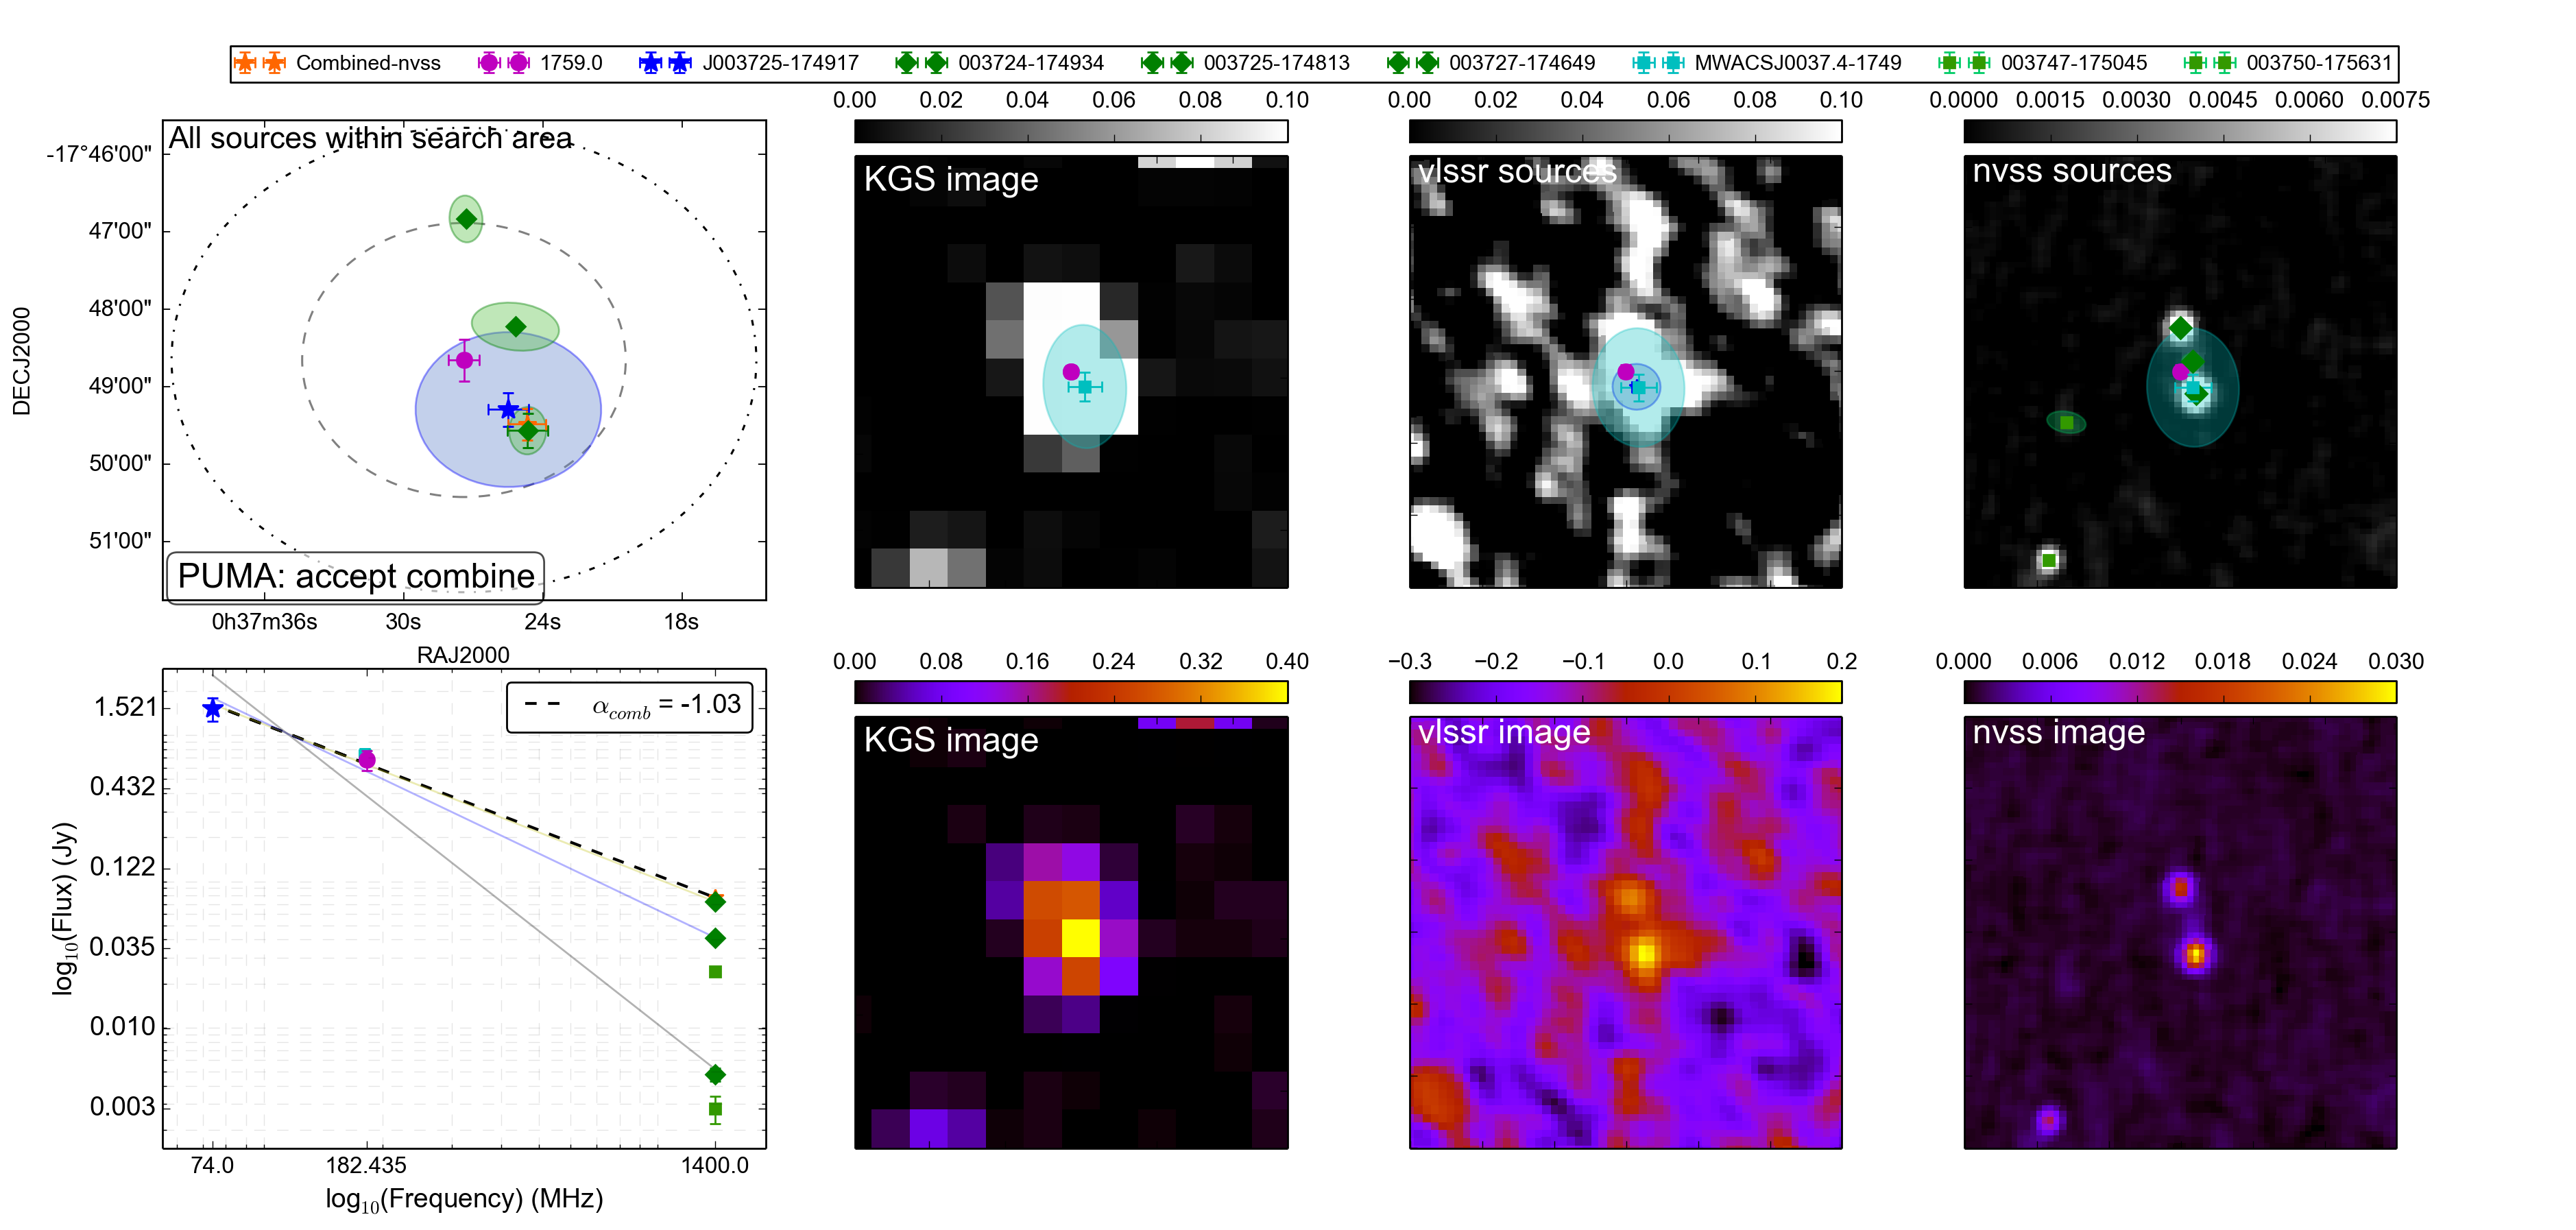 Combined-nvss 1759.0 J003725-174917 003724-174934 003725-174813 003727-174649 MWACSJ0037.4-1749 003747-175045 003750-175631
0.00 0.02 0.04 0.06 0.08 0.10
0.00 0.02 0.04 0.06 0.08 0.10
0.0000 0.0015 0.0030 0.0045 0.0060 0.0075
All sources within search area
KGS image
vlssr sources
nvss sources
-17°46'00"
47'00"
48'00"
49'00"
50'00"
51'00"
DECJ2000
PUMA: accept combine
0h37m36s 30s 24s 18s
RAJ2000
0.00 0.08 0.16 0.24 0.32 0.40
−0.3 −0.2 −0.1 0.0 0.1 0.2
0.000 0.006 0.012 0.018 0.024 0.030
α_comb = -1.03
KGS image
vlssr image
nvss image
1.521
0.432
0.122
0.035
0.010
0.003
log₁₀(Flux) (Jy)
74.0 182.435 1400.0
log₁₀(Frequency) (MHz)